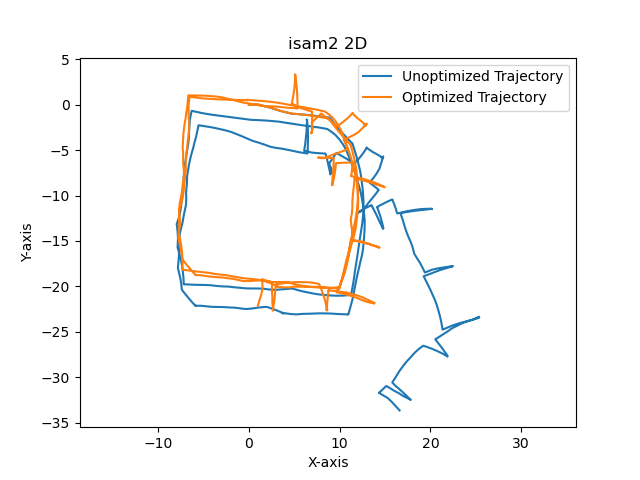 isam2 2D
Unoptimized Trajectory
Optimized Trajectory
Y-axis
5
0
−5
−10
−15
−20
−25
−30
−35
−10
0
10
20
30
X-axis